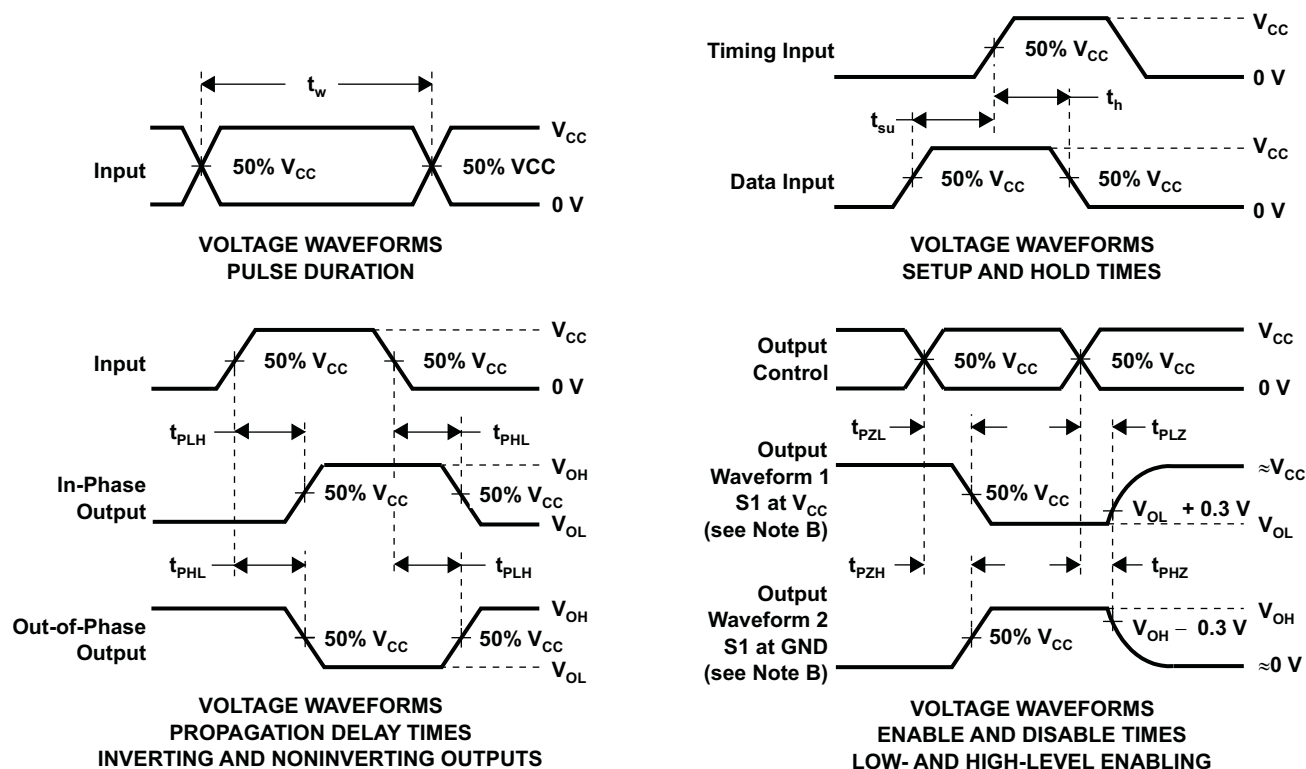 t_w
V_CC
Input
50% V_CC
50% VCC
0 V
VOLTAGE WAVEFORMS
PULSE DURATION
Timing Input
50% V_CC
V_CC
0 V
t_h
t_su
V_CC
Data Input
50% V_CC
50% V_CC
0 V
VOLTAGE WAVEFORMS
SETUP AND HOLD TIMES
V_CC
Input
50% V_CC
50% V_CC
0 V
t_PLH
t_PHL
In-Phase
Output
50% V_CC
50% V_CC
V_OH
V_OL
t_PHL
t_PLH
Out-of-Phase
Output
50% V_CC
50% V_CC
V_OH
V_OL
VOLTAGE WAVEFORMS
PROPAGATION DELAY TIMES
INVERTING AND NONINVERTING OUTPUTS
Output
Control
50% V_CC
50% V_CC
V_CC
0 V
t_PZL
t_PLZ
Output
Waveform 1
S1 at V_CC
(see Note B)
50% V_CC
V_OL + 0.3 V
≈V_CC
V_OL
t_PZH
t_PHZ
Output
Waveform 2
S1 at GND
(see Note B)
50% V_CC
V_OH − 0.3 V
V_OH
≈0 V
VOLTAGE WAVEFORMS
ENABLE AND DISABLE TIMES
LOW- AND HIGH-LEVEL ENABLING